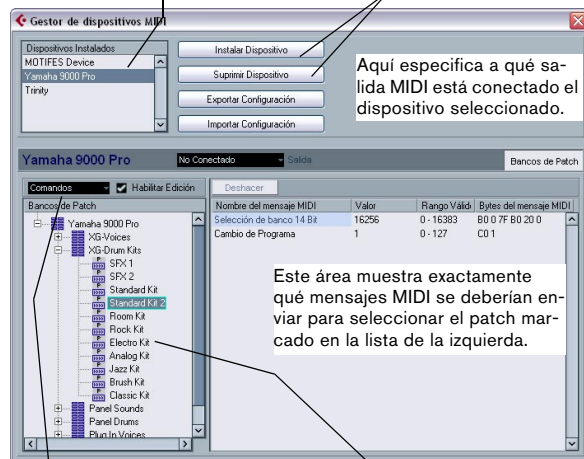 Gestor de dispositivos MIDI
Dispositivos Instalados
MOTIFES Device
Yamaha 9000 Pro
Trinity
Instalar Dispositivo
Suprimir Dispositivo
Exportar Configuración
Importar Configuración
Aquí especifica a qué sa-
lida MIDI está conectado el
dispositivo seleccionado.
Yamaha 9000 Pro
No Conectado
Salida
Bancos de Patch
Comandos
Habilitar Edición
Deshacer
Bancos de Patch
Nombre del mensaje MIDI Valor Rango Válid Bytes del mensaje MIDI
Selección de banco 14 Bit 16256 0 - 16383 B0 0 7F B0 20 0
Cambio de Programa 1 0 - 127 C0 1
Yamaha 9000 Pro
XG-Voices
XG-Drum Kits
SFX 1
SFX 2
Standard Kit
Standard Kit 2
Room Kit
Rock Kit
Electro Kit
Analog Kit
Jazz Kit
Brush Kit
Classic Kit
Panel Sounds
Panel Drums
Plug In Voices
Este área muestra exactamente
qué mensajes MIDI se deberían en-
viar para seleccionar el patch mar-
cado en la lista de la izquierda.